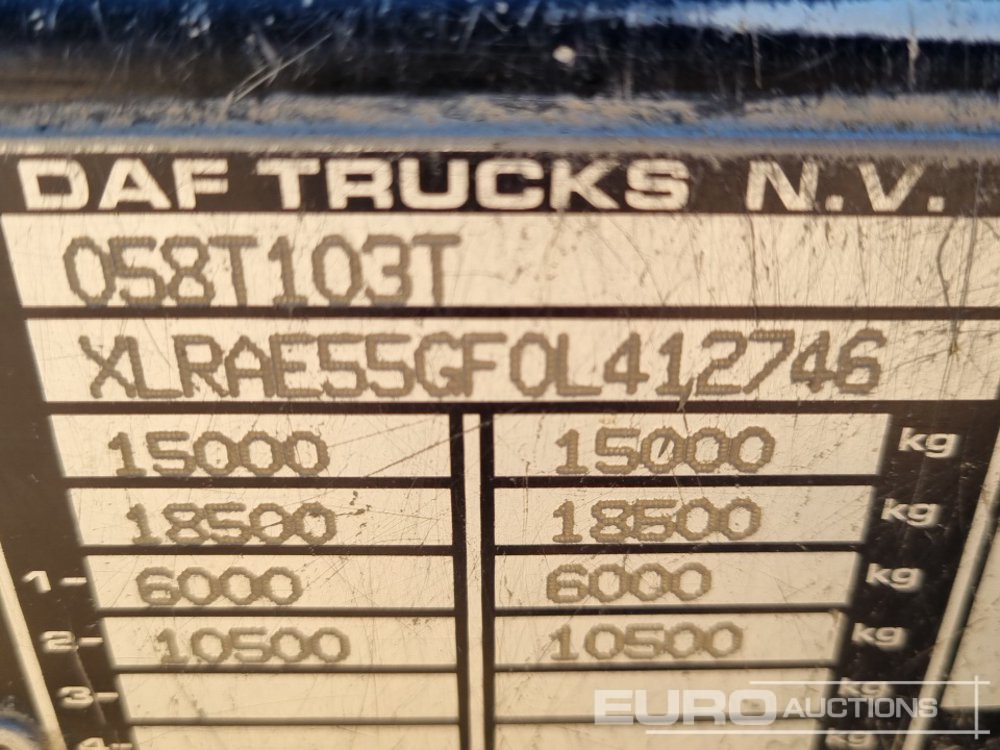 DAF TRUCKS N.V.
058T103T
XLRAE55GF0L412746
15000 15000 kg
18500 18500 kg
1- 6000 6000 kg
2- 10500 10500 kg
3- kg
4- kg
EURO AUCTIONS